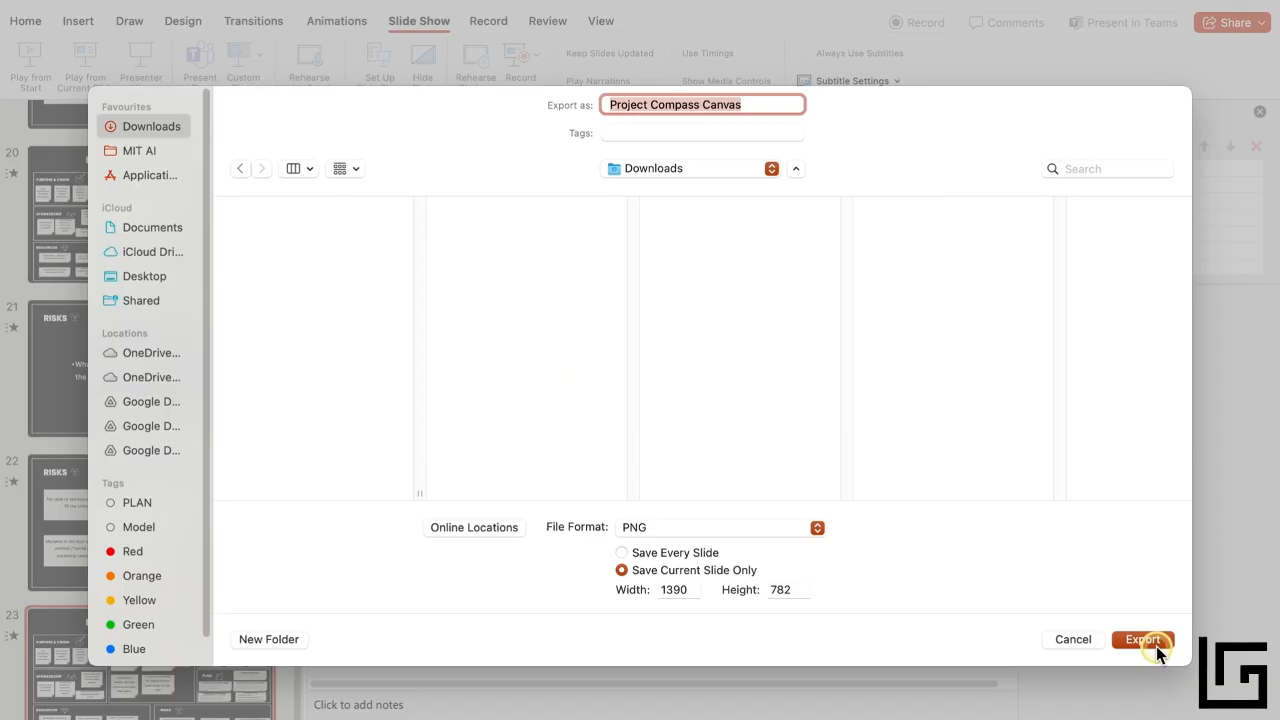 Home Insert Draw Design Transitions Animations Slide Show Record Review View Record Comments Present in Teams Share
Keep Slides Updated Use Timings Always Use Subtitles
Play from Start
Play from
Presenter
Present
Custom
Rehearse
Set Up
Hide
Rehearse
Record
Play Narrations Show Media Controls Subtitle Settings
Favourites
Downloads
MIT AI
Applicati...
iCloud
Documents
iCloud Dri...
Desktop
Shared
Locations
OneDrive...
OneDrive...
Google D...
Google D...
Google D...
Tags
PLAN
Model
Red
Orange
Yellow
Green
Blue
Export as: Project Compass Canvas
Tags:
Downloads
Search
Online Locations File Format: PNG
Save Every Slide
Save Current Slide Only
Width: 1390 Height: 782
New Folder Cancel Export
20
21
RISKS
22
RISKS
23
Click to add notes